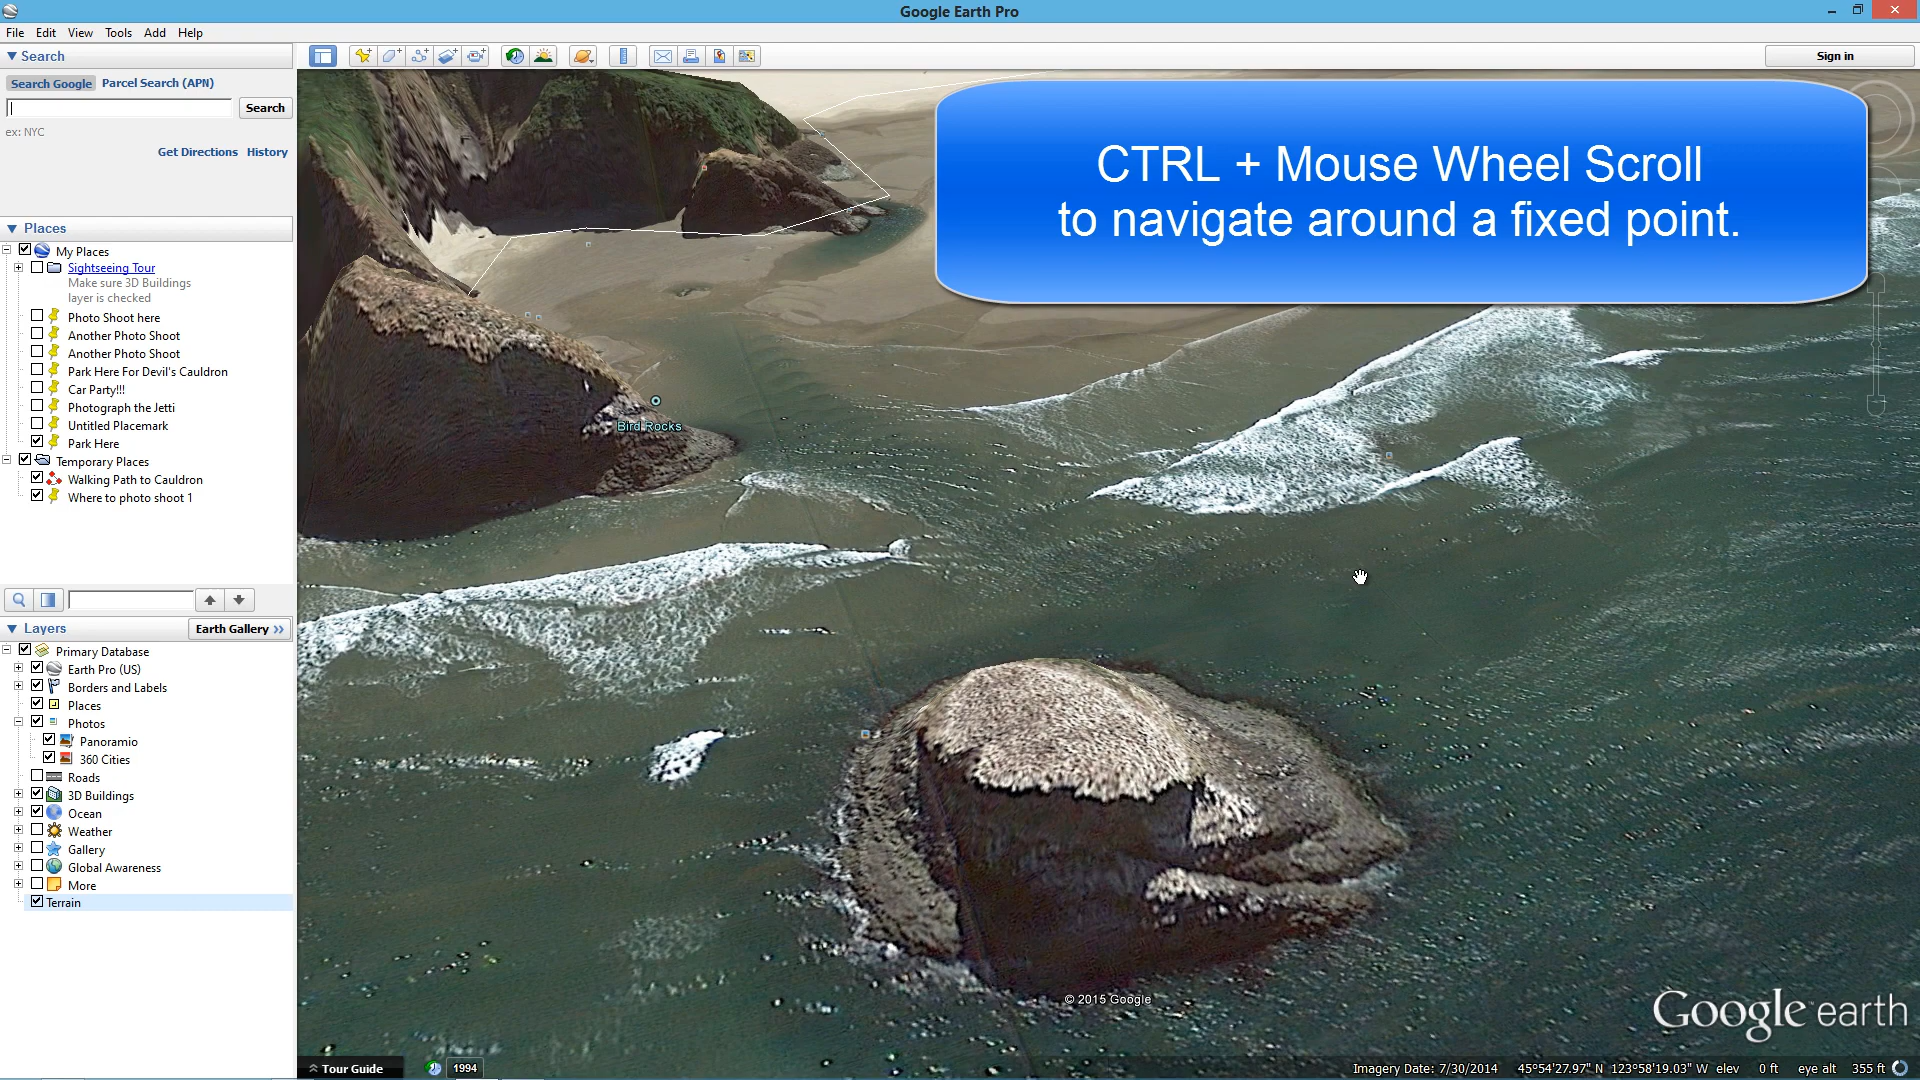 Google Earth Pro
File Edit View Tools Add Help
Search
Sign in
Search Google Parcel Search (APN)
Search
ex: NYC
Get Directions History
CTRL + Mouse Wheel Scroll
to navigate around a fixed point.
Places
My Places
Sightseeing Tour
Make sure 3D Buildings
layer is checked
Photo Shoot here
Another Photo Shoot
Another Photo Shoot
Park Here For Devil's Cauldron
Car Party!!!
Photograph the Jetti
Untitled Placemark
Park Here
Temporary Places
Walking Path to Cauldron
Where to photo shoot 1
Bird Rocks
Layers
Earth Gallery »
Primary Database
Earth Pro (US)
Borders and Labels
Places
Photos
Panoramio
360 Cities
Roads
3D Buildings
Ocean
Weather
Gallery
Global Awareness
More
Terrain
© 2015 Google
Google earth
Tour Guide
1994
Imagery Date: 7/30/2014 45°54'27.97" N 123°58'19.03" W elev 0 ft eye alt 355 ft